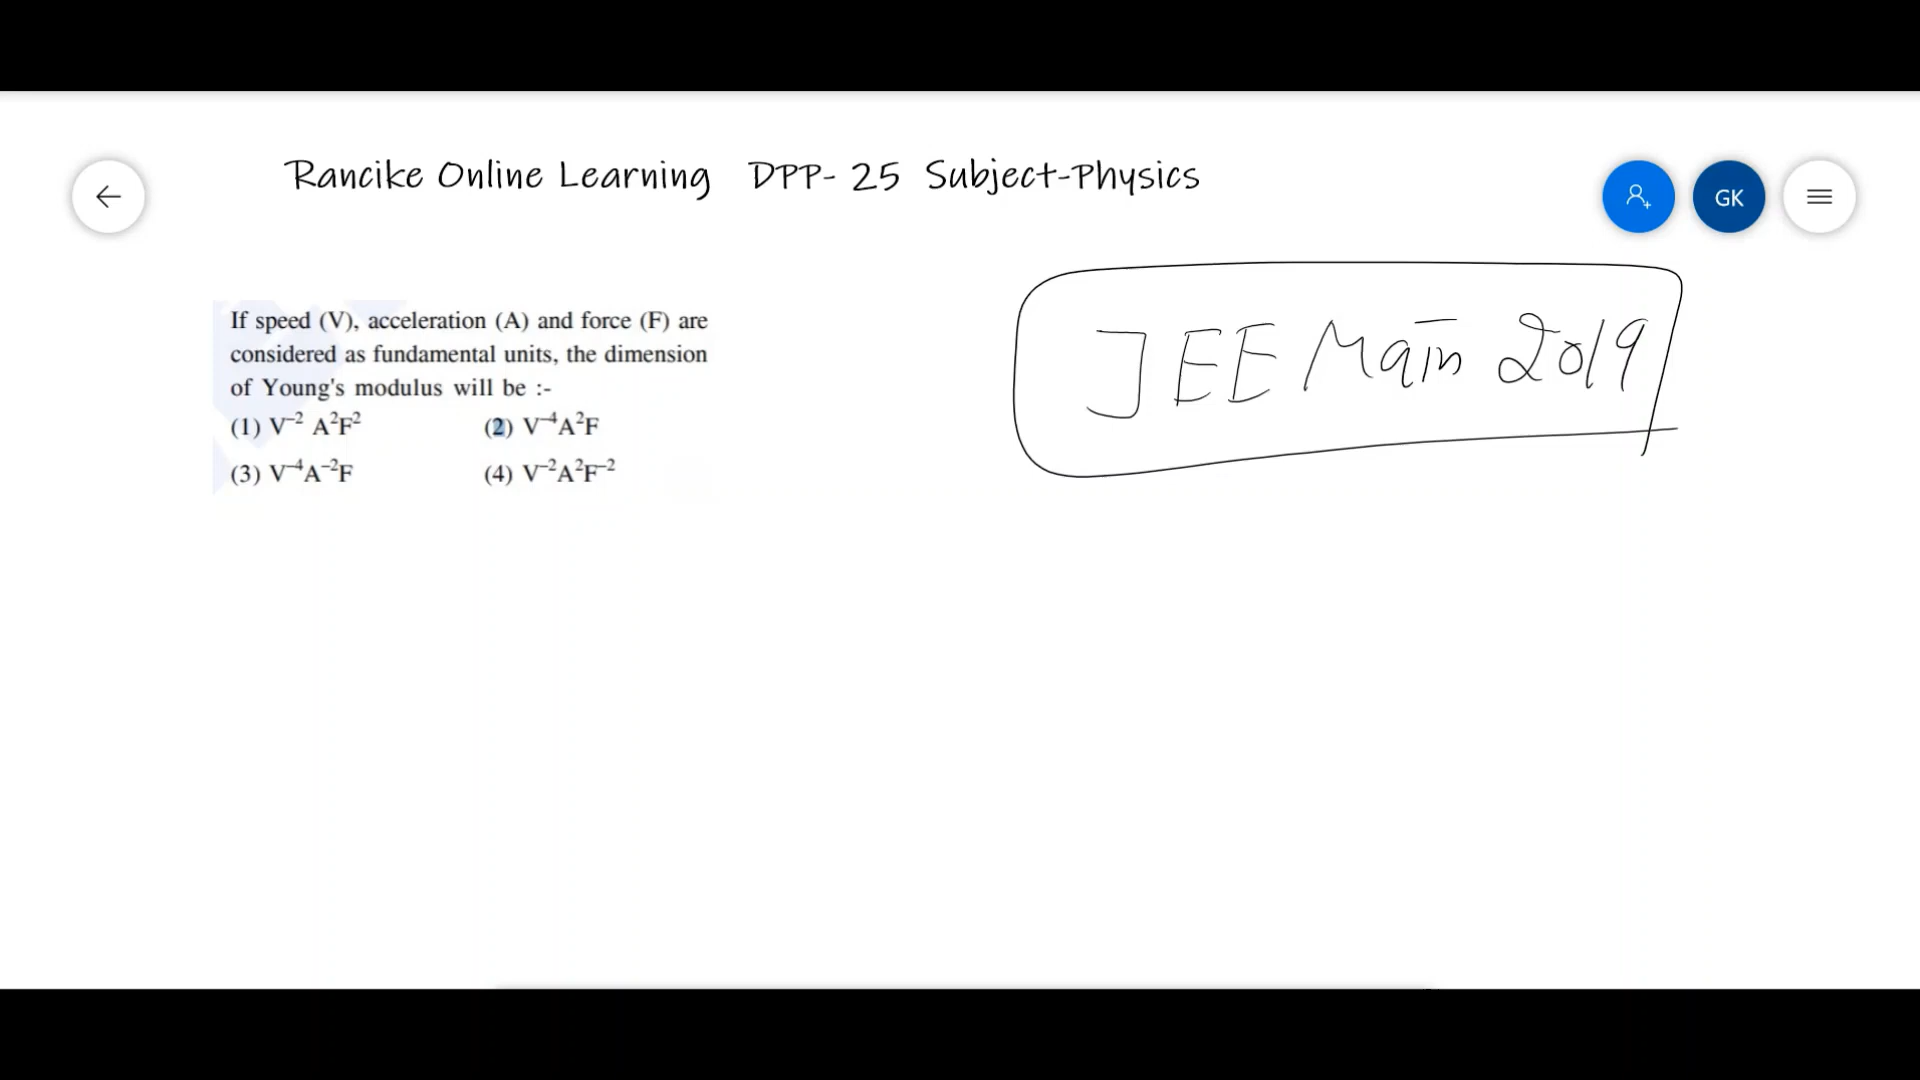 Rancike Online Learning DPP- 25 Subject-Physics
GK
JEE Main 2019
If speed (V), acceleration (A) and force (F) are
considered as fundamental units, the dimension
of Young's modulus will be :-
(1) V⁻² A²F² (2) V⁻⁴A²F
(3) V⁻⁴A⁻²F (4) V⁻²A²F⁻²